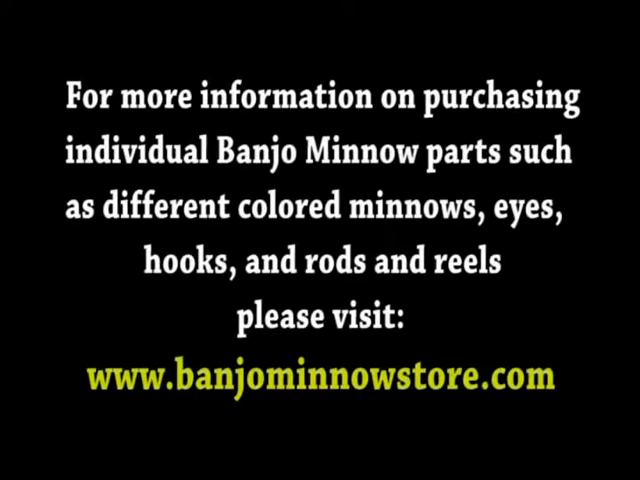 For more information on purchasing
individual Banjo Minnow parts such
as different colored minnows, eyes,
hooks, and rods and reels
please visit:
www.banjominnowstore.com